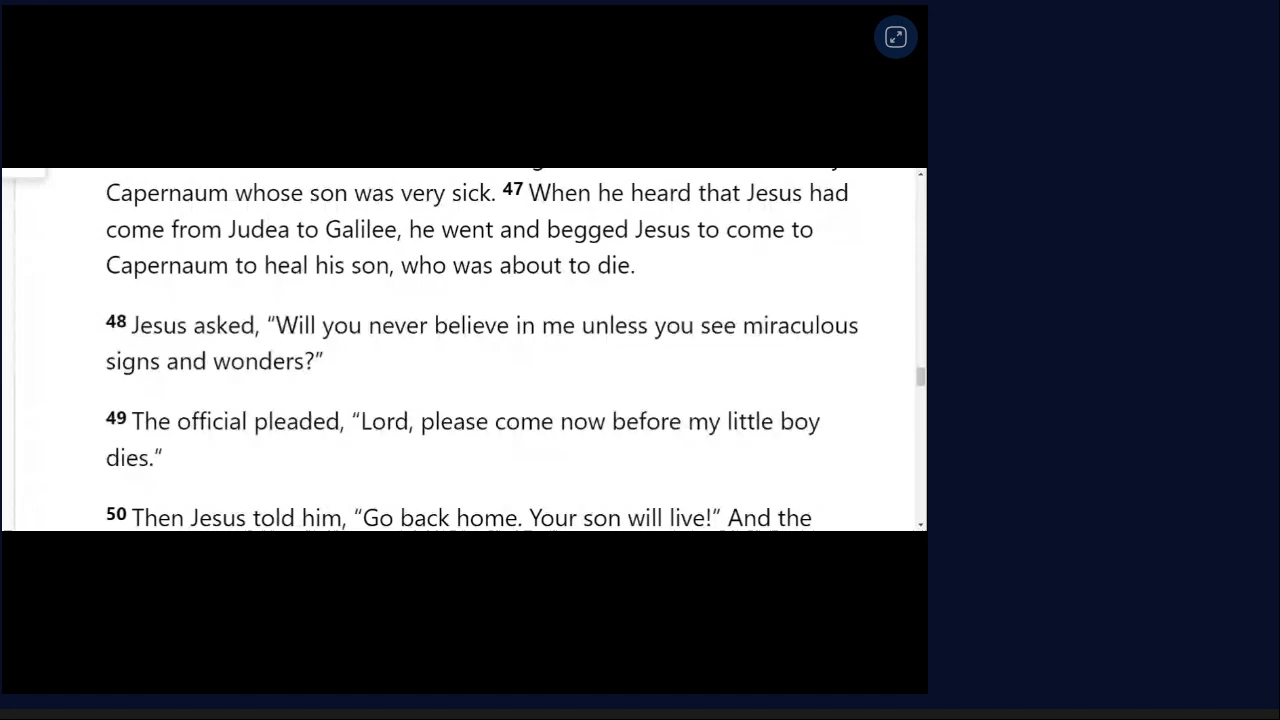 Capernaum whose son was very sick. 47 When he heard that Jesus had
come from Judea to Galilee, he went and begged Jesus to come to
Capernaum to heal his son, who was about to die.
48 Jesus asked, “Will you never believe in me unless you see miraculous
signs and wonders?”
49 The official pleaded, “Lord, please come now before my little boy
dies.”
50 Then Jesus told him, “Go back home. Your son will live!” And the